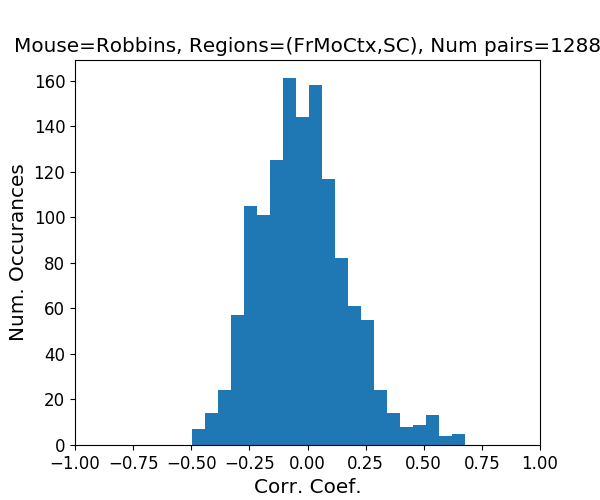 Mouse=Robbins, Regions=(FrMoCtx,SC), Num pairs=1288
160
140
120
100
80
60
40
20
0
Num. Occurances
−1.00 −0.75 −0.50 −0.25 0.00 0.25 0.50 0.75 1.00
Corr. Coef.